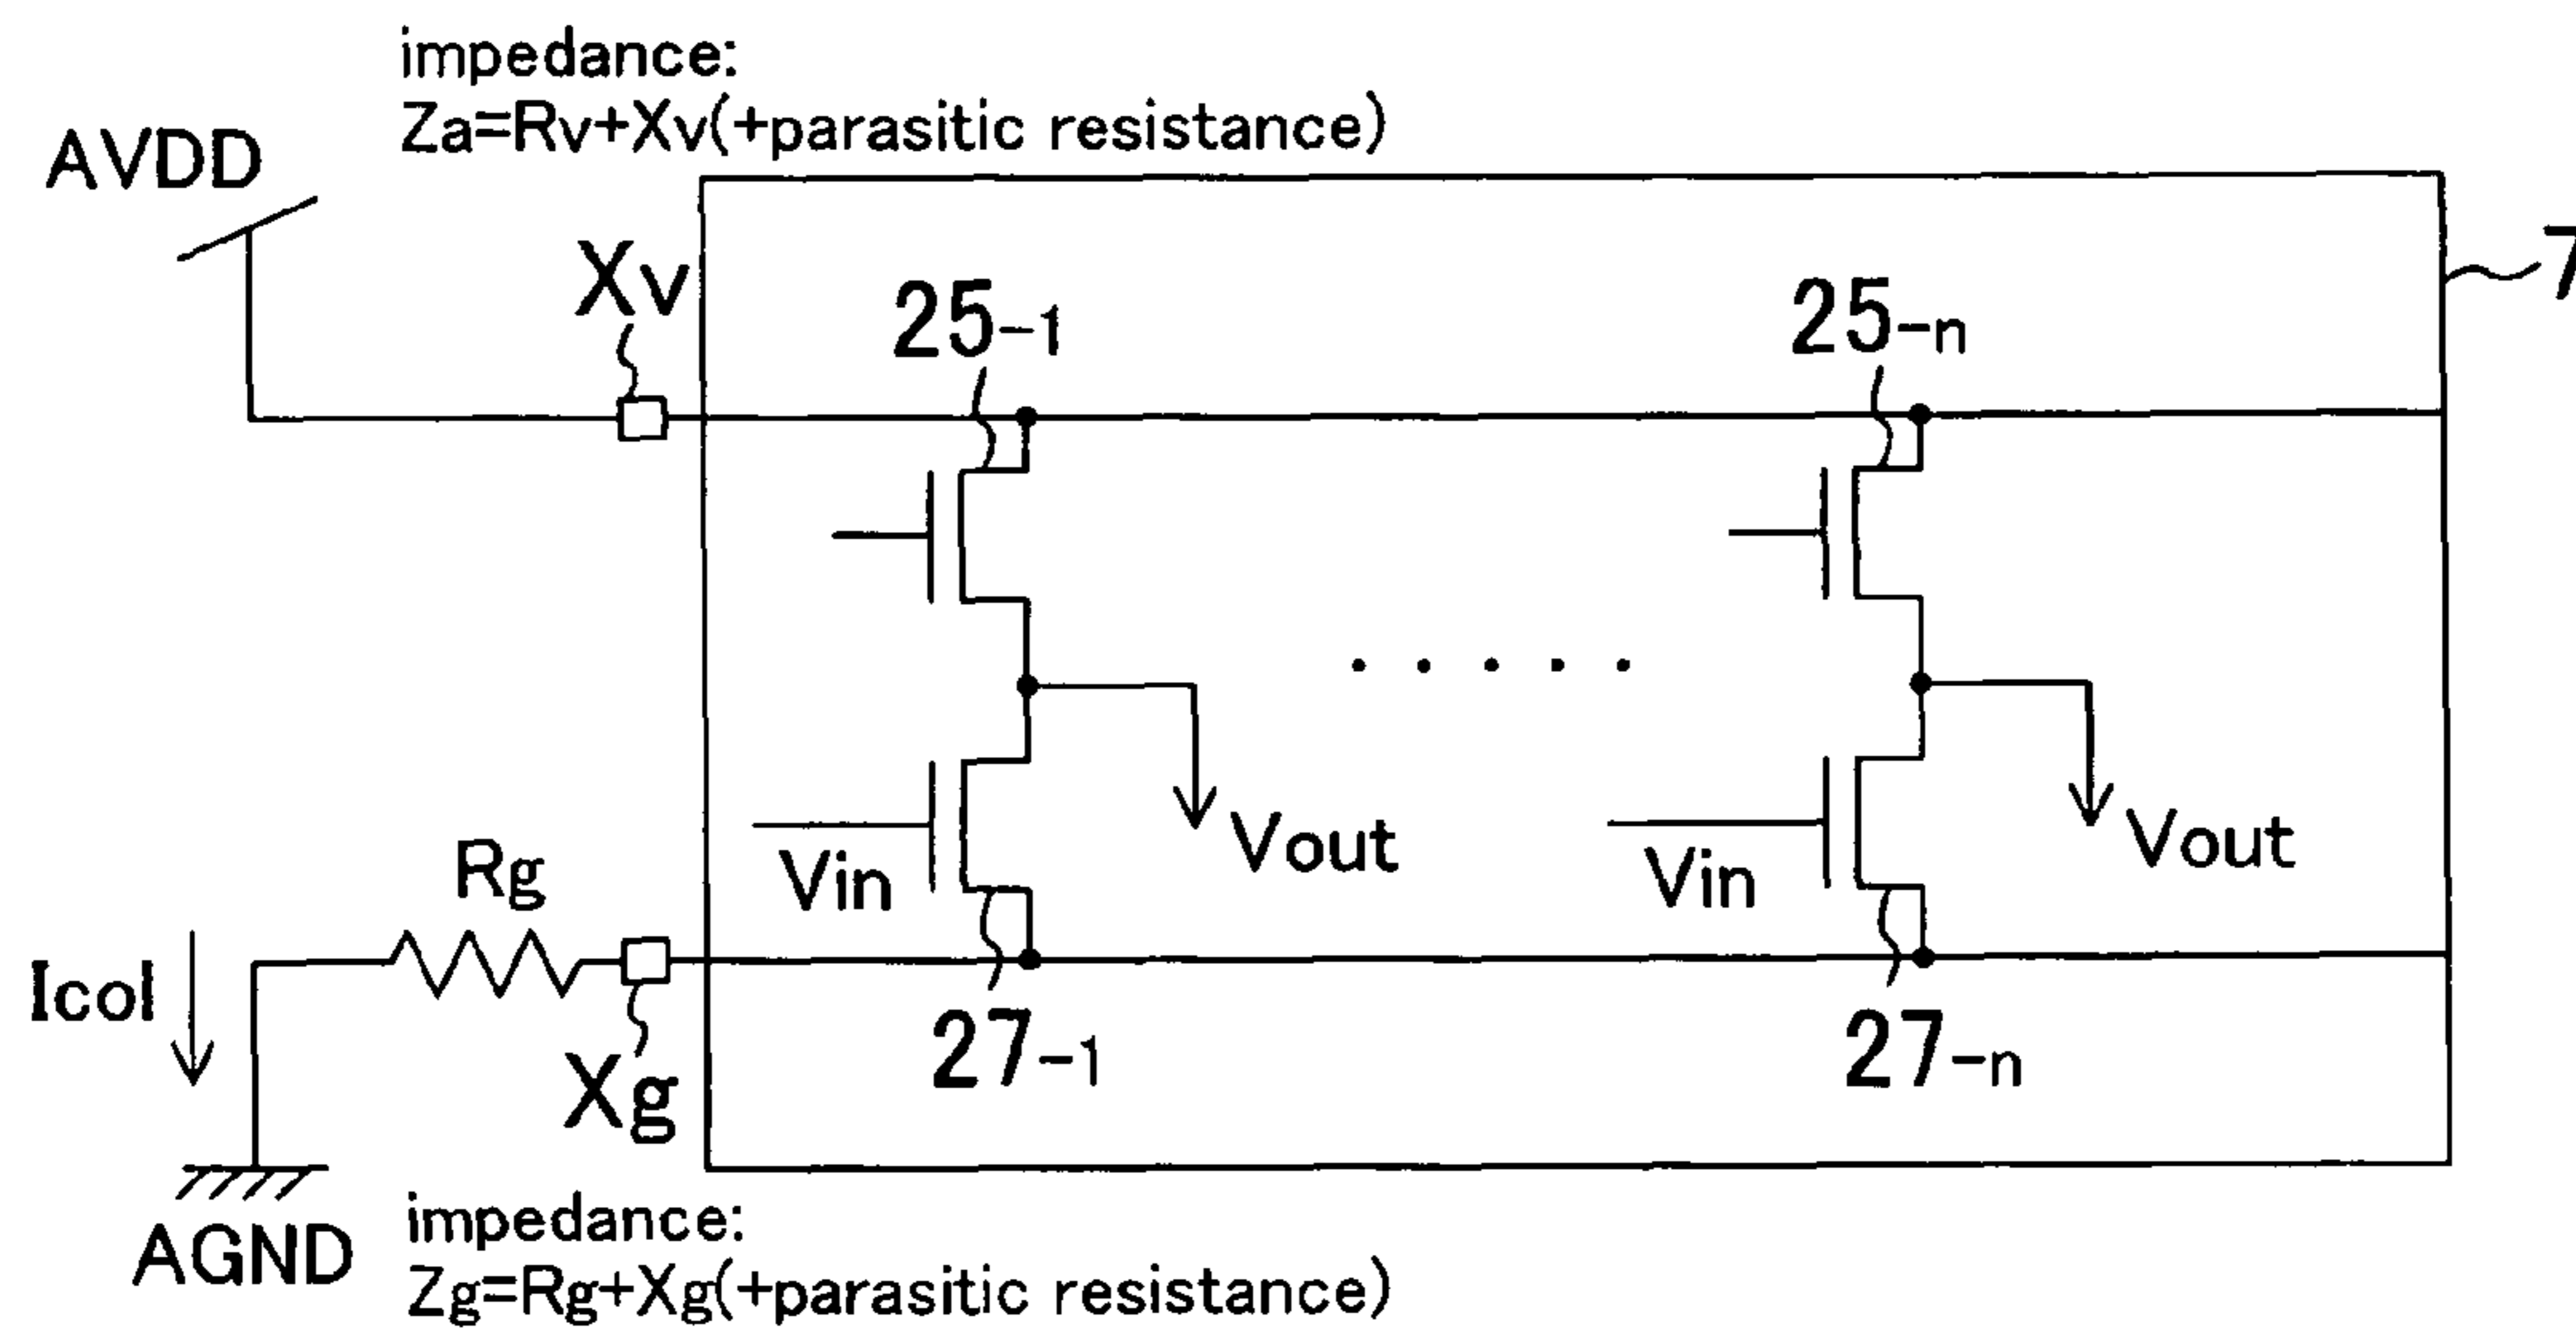 impedance:
Za=Rv+Xv(+parasitic resistance)
AVDD
Xv
25-1
25-n
7
Vin
Vout
Vin
Vout
Rg
Icol
Xg
27-1
27-n
AGND
impedance:
Zg=Rg+Xg(+parasitic resistance)